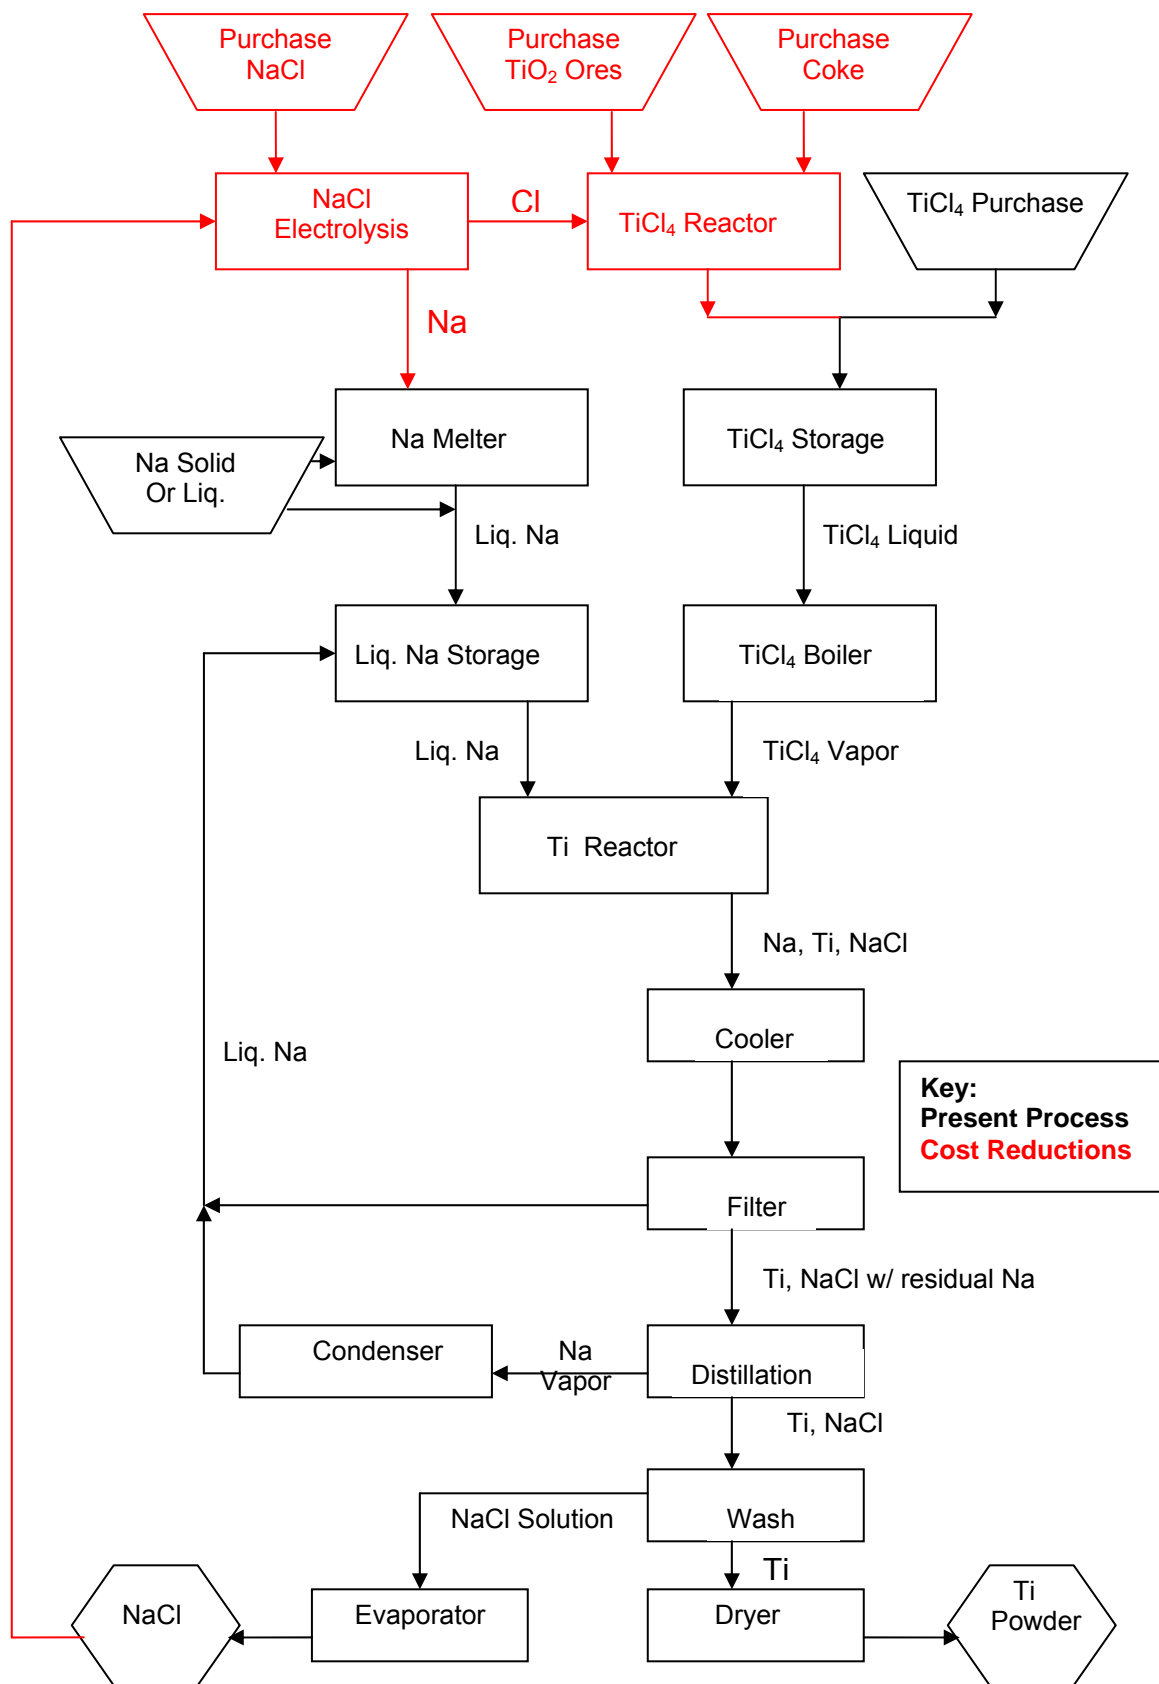 Purchase
NaCl
Purchase
TiO₂ Ores
Purchase
Coke
NaCl
Electrolysis
Cl
TiCl₄ Reactor
TiCl₄ Purchase
Na
Na Melter
TiCl₄ Storage
Na Solid
Or Liq.
Liq. Na
TiCl₄ Liquid
Liq. Na Storage
TiCl₄ Boiler
Liq. Na
TiCl₄ Vapor
Ti Reactor
Na, Ti, NaCl
Cooler
Liq. Na
Key:
Present Process
Cost Reductions
Filter
Ti, NaCl w/ residual Na
Condenser
Na
Vapor
Distillation
Ti, NaCl
NaCl Solution
Wash
Ti
NaCl
Evaporator
Dryer
Ti
Powder